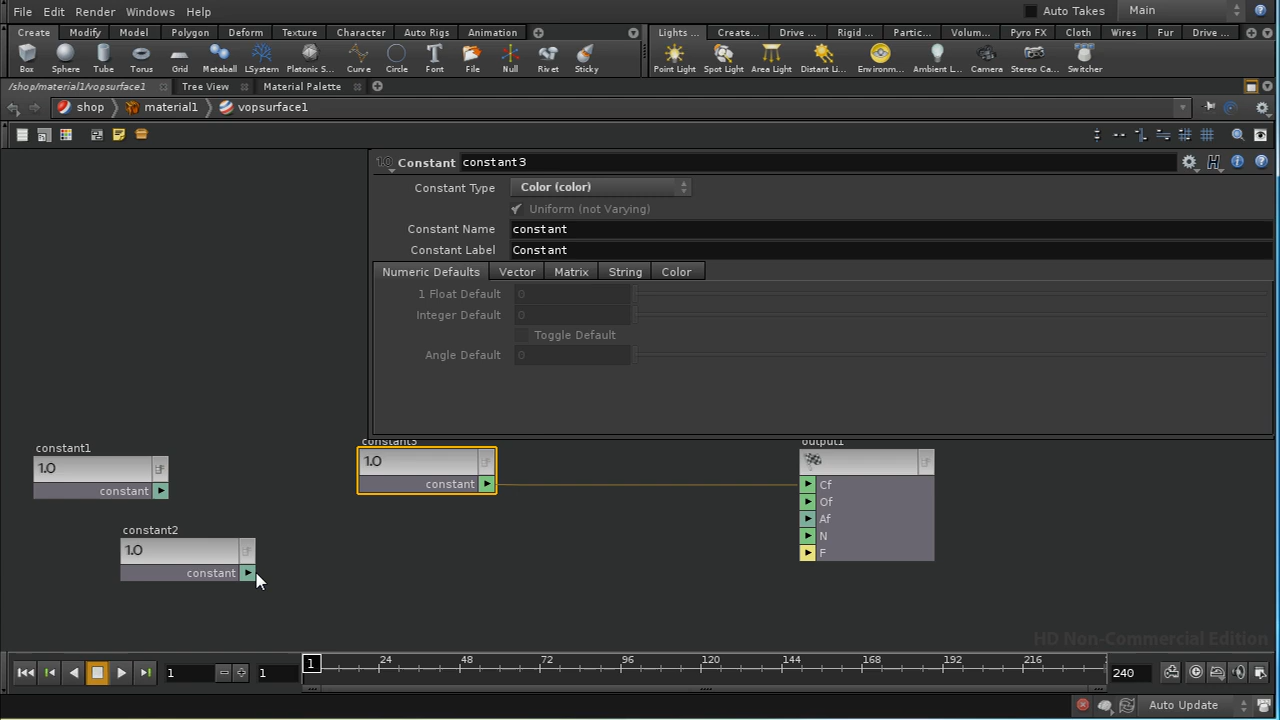 File Edit Render Windows Help Auto Takes Main
Create Modify Model Polygon Deform Texture Character Auto Rigs Animation Lights ... Create... Drive ... Rigid ... Partic... Volum... Pyro FX Cloth Wires Fur Drive ...
Box Sphere Tube Torus Grid Metaball LSystem Platonic S... Curve Circle Font File Null Rivet Sticky Point Light Spot Light Area Light Distant Li... Environm... Ambient L... Camera Stereo Ca... Switcher
/shop/material1/vopsurface1 Tree View Material Palette
shop material1 vopsurface1
1.0 Constant constant3
Constant Type Color (color)
Uniform (not Varying)
Constant Name constant
Constant Label Constant
Numeric Defaults Vector Matrix String Color
1 Float Default 0
Integer Default 0
Toggle Default
Angle Default 0
constant1
1.0
constant
constant2
1.0
constant
constant3
1.0
constant
output1
Cf
Of
Af
N
F
HD Non-Commercial Edition
1 1 1 24 48 72 96 120 144 168 192 216 240
Auto Update